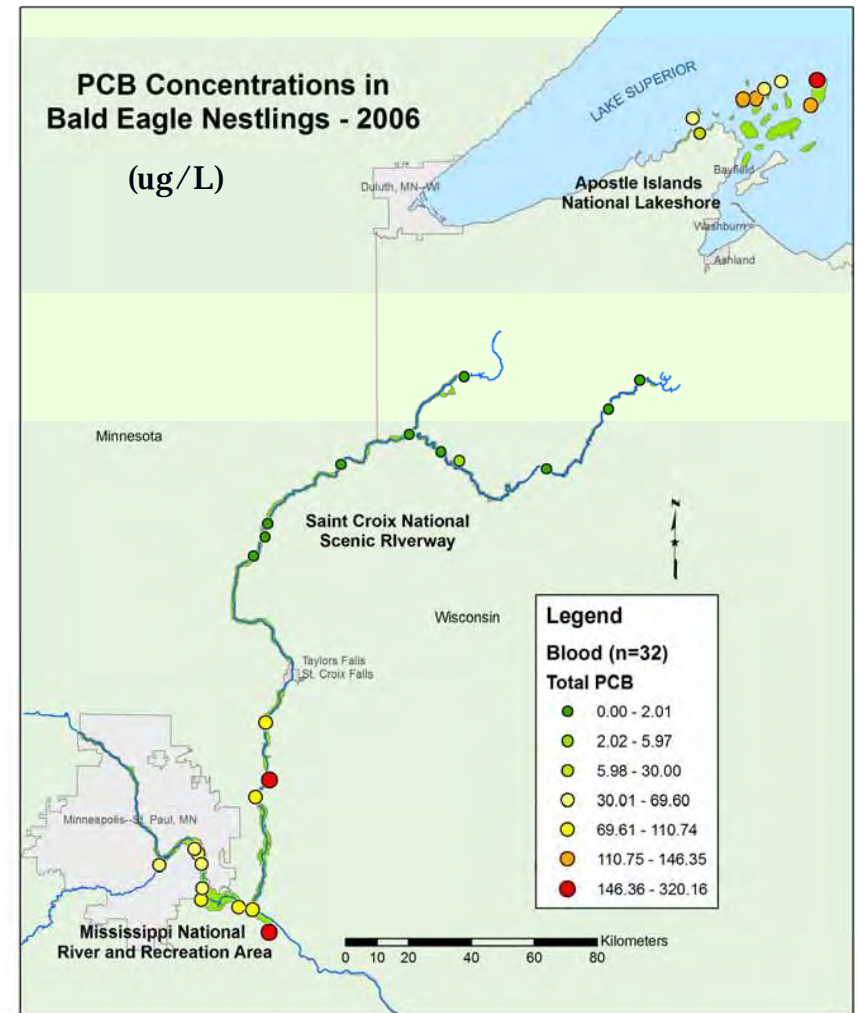 PCB Concentrations in
Bald Eagle Nestlings - 2006
(ug/L)
LAKE SUPERIOR
Duluth, MN--WI
Apostle Islands
National Lakeshore
Bayfield
Washburn
Ashland
Minnesota
Saint Croix National
Scenic RIverway
N
Wisconsin
Taylors Falls
St. Croix Falls
Legend
Blood (n=32)
Total PCB
0.00 - 2.01
2.02 - 5.97
5.98 - 30.00
30.01 - 69.60
69.61 - 110.74
110.75 - 146.35
146.36 - 320.16
Minneapolis--St. Paul, MN
Mississippi National
River and Recreation Area
Kilometers
0 10 20 40 60 80